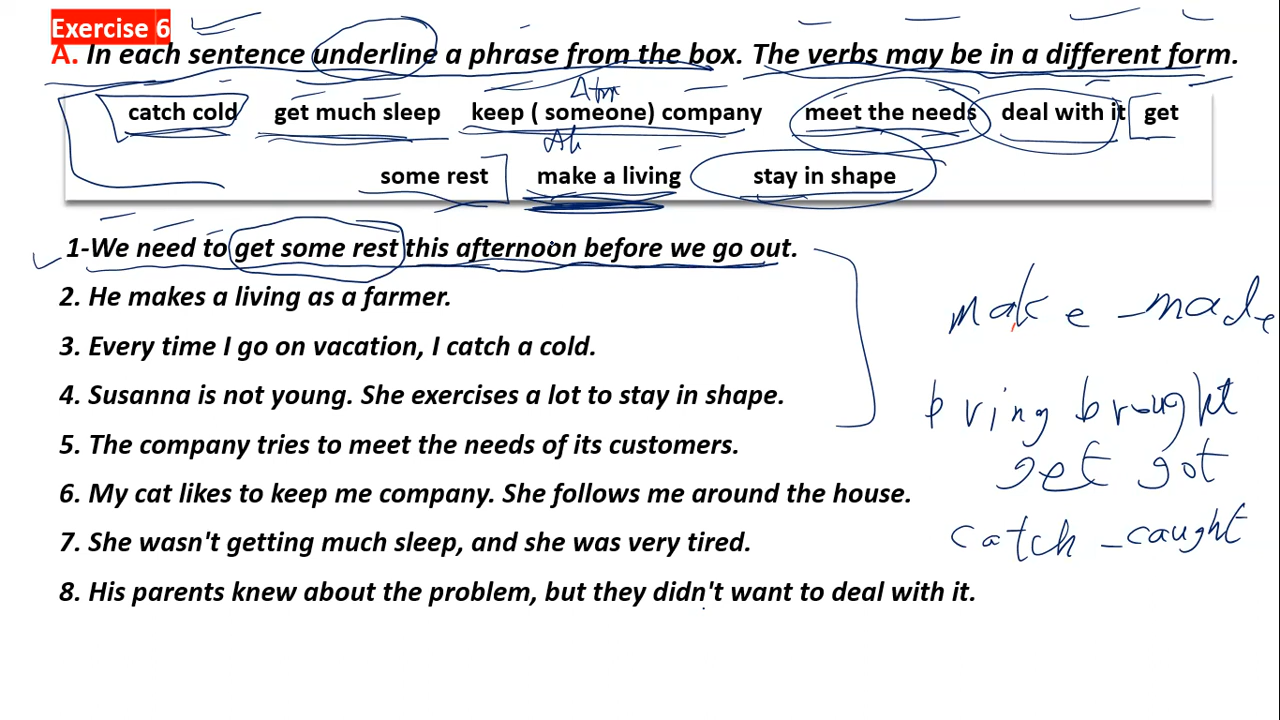 Exercise 6
A. In each sentence underline a phrase from the box. The verbs may be in a different form.
catch cold get much sleep keep ( someone) company meet the needs deal with it get
some rest make a living stay in shape
1-We need to get some rest this afternoon before we go out.
2. He makes a living as a farmer.
3. Every time I go on vacation, I catch a cold.
4. Susanna is not young. She exercises a lot to stay in shape.
5. The company tries to meet the needs of its customers.
6. My cat likes to keep me company. She follows me around the house.
7. She wasn't getting much sleep, and she was very tired.
8. His parents knew about the problem, but they didn't want to deal with it.
make - made
bring brought
get got
catch - caught